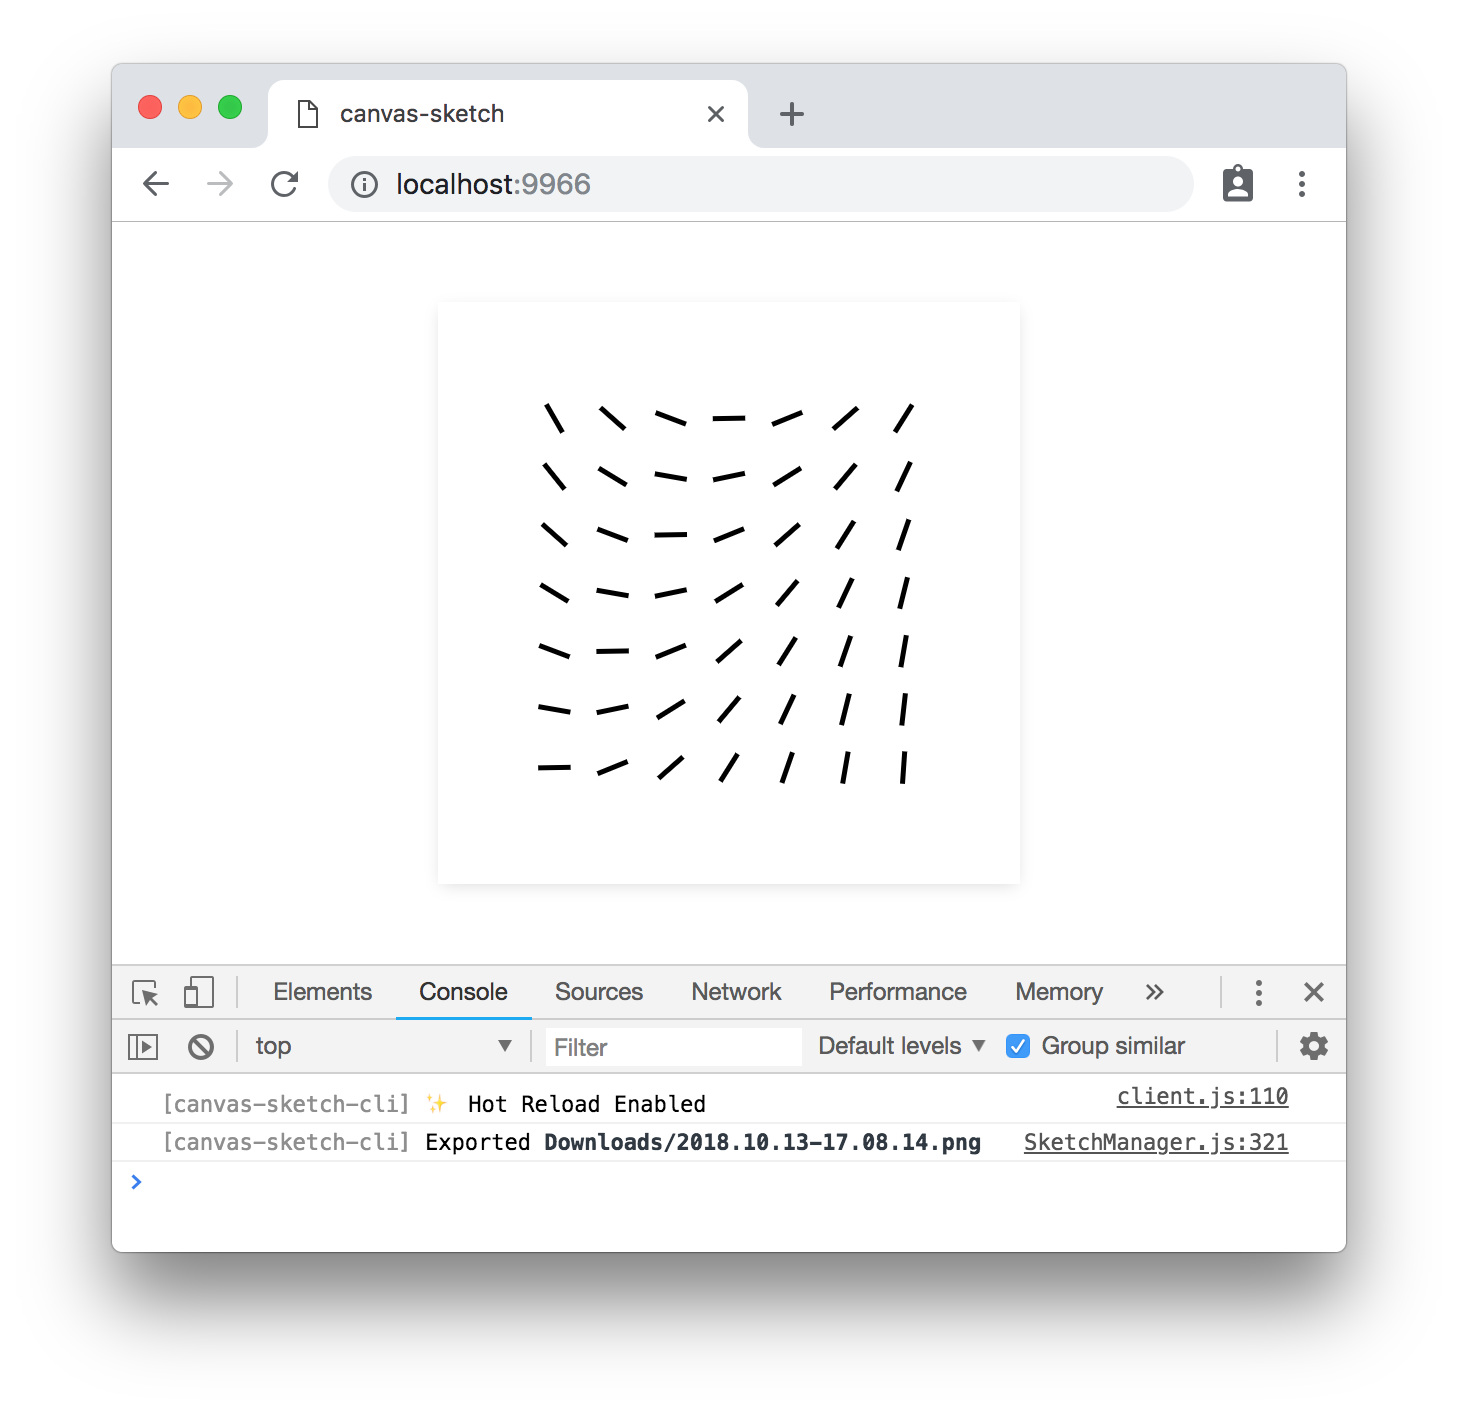 canvas-sketch
localhost:9966
Elements Console Sources Network Performance Memory
top Filter Default levels Group similar
[canvas-sketch-cli] ✨ Hot Reload Enabled client.js:110
[canvas-sketch-cli] Exported Downloads/2018.10.13-17.08.14.png SketchManager.js:321